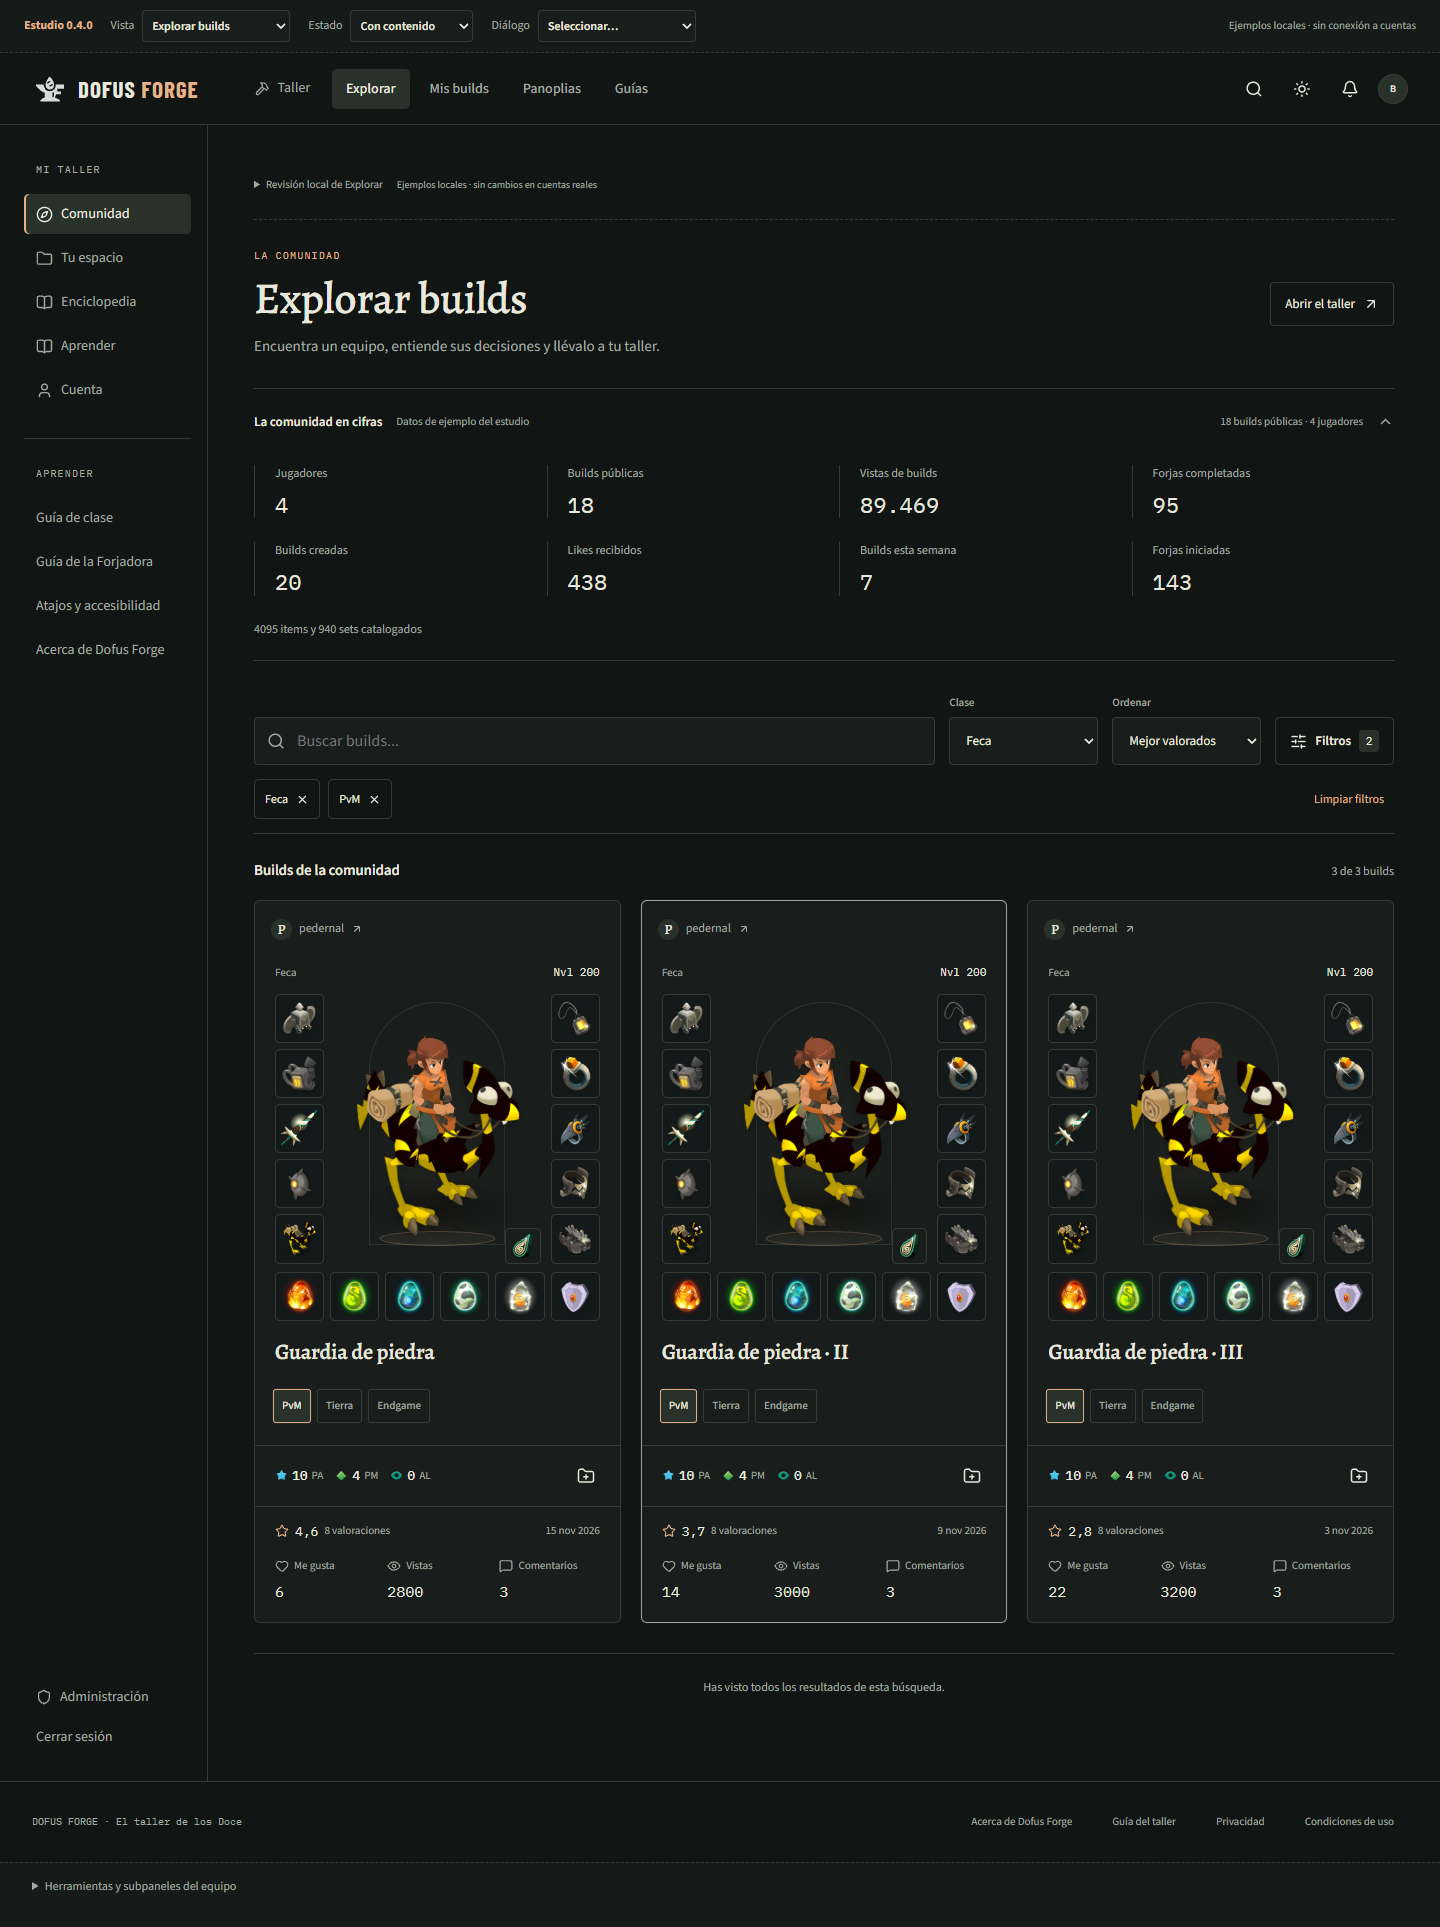 Estudio 0.4.0 Vista Explorar builds Estado Con contenido Diálogo Seleccionar... Ejemplos locales · sin conexión a cuentas
DOFUS FORGE Taller Explorar Mis builds Panoplias Guías B
MI TALLER
Comunidad
Tu espacio
Enciclopedia
Aprender
Cuenta
APRENDER
Guía de clase
Guía de la Forjadora
Atajos y accesibilidad
Acerca de Dofus Forge
Administración
Cerrar sesión
Revisión local de Explorar Ejemplos locales · sin cambios en cuentas reales
LA COMUNIDAD
Explorar builds
Abrir el taller
Encuentra un equipo, entiende sus decisiones y llévalo a tu taller.
La comunidad en cifras Datos de ejemplo del estudio 18 builds públicas · 4 jugadores
Jugadores Builds públicas Vistas de builds Forjas completadas
4 18 89.469 95
Builds creadas Likes recibidos Builds esta semana Forjas iniciadas
20 438 7 143
4095 items y 940 sets catalogados
Clase Ordenar
Buscar builds... Feca Mejor valorados Filtros 2
Feca PvM Limpiar filtros
Builds de la comunidad 3 de 3 builds
P pedernal
Feca Nvl 200
Guardia de piedra
PvM Tierra Endgame
10 PA 4 PM 0 AL
4,6 8 valoraciones 15 nov 2026
Me gusta Vistas Comentarios
6 2800 3
P pedernal
Feca Nvl 200
Guardia de piedra · II
PvM Tierra Endgame
10 PA 4 PM 0 AL
3,7 8 valoraciones 9 nov 2026
Me gusta Vistas Comentarios
14 3000 3
P pedernal
Feca Nvl 200
Guardia de piedra · III
PvM Tierra Endgame
10 PA 4 PM 0 AL
2,8 8 valoraciones 3 nov 2026
Me gusta Vistas Comentarios
22 3200 3
Has visto todos los resultados de esta búsqueda.
DOFUS FORGE · El taller de los Doce Acerca de Dofus Forge Guía del taller Privacidad Condiciones de uso
Herramientas y subpaneles del equipo